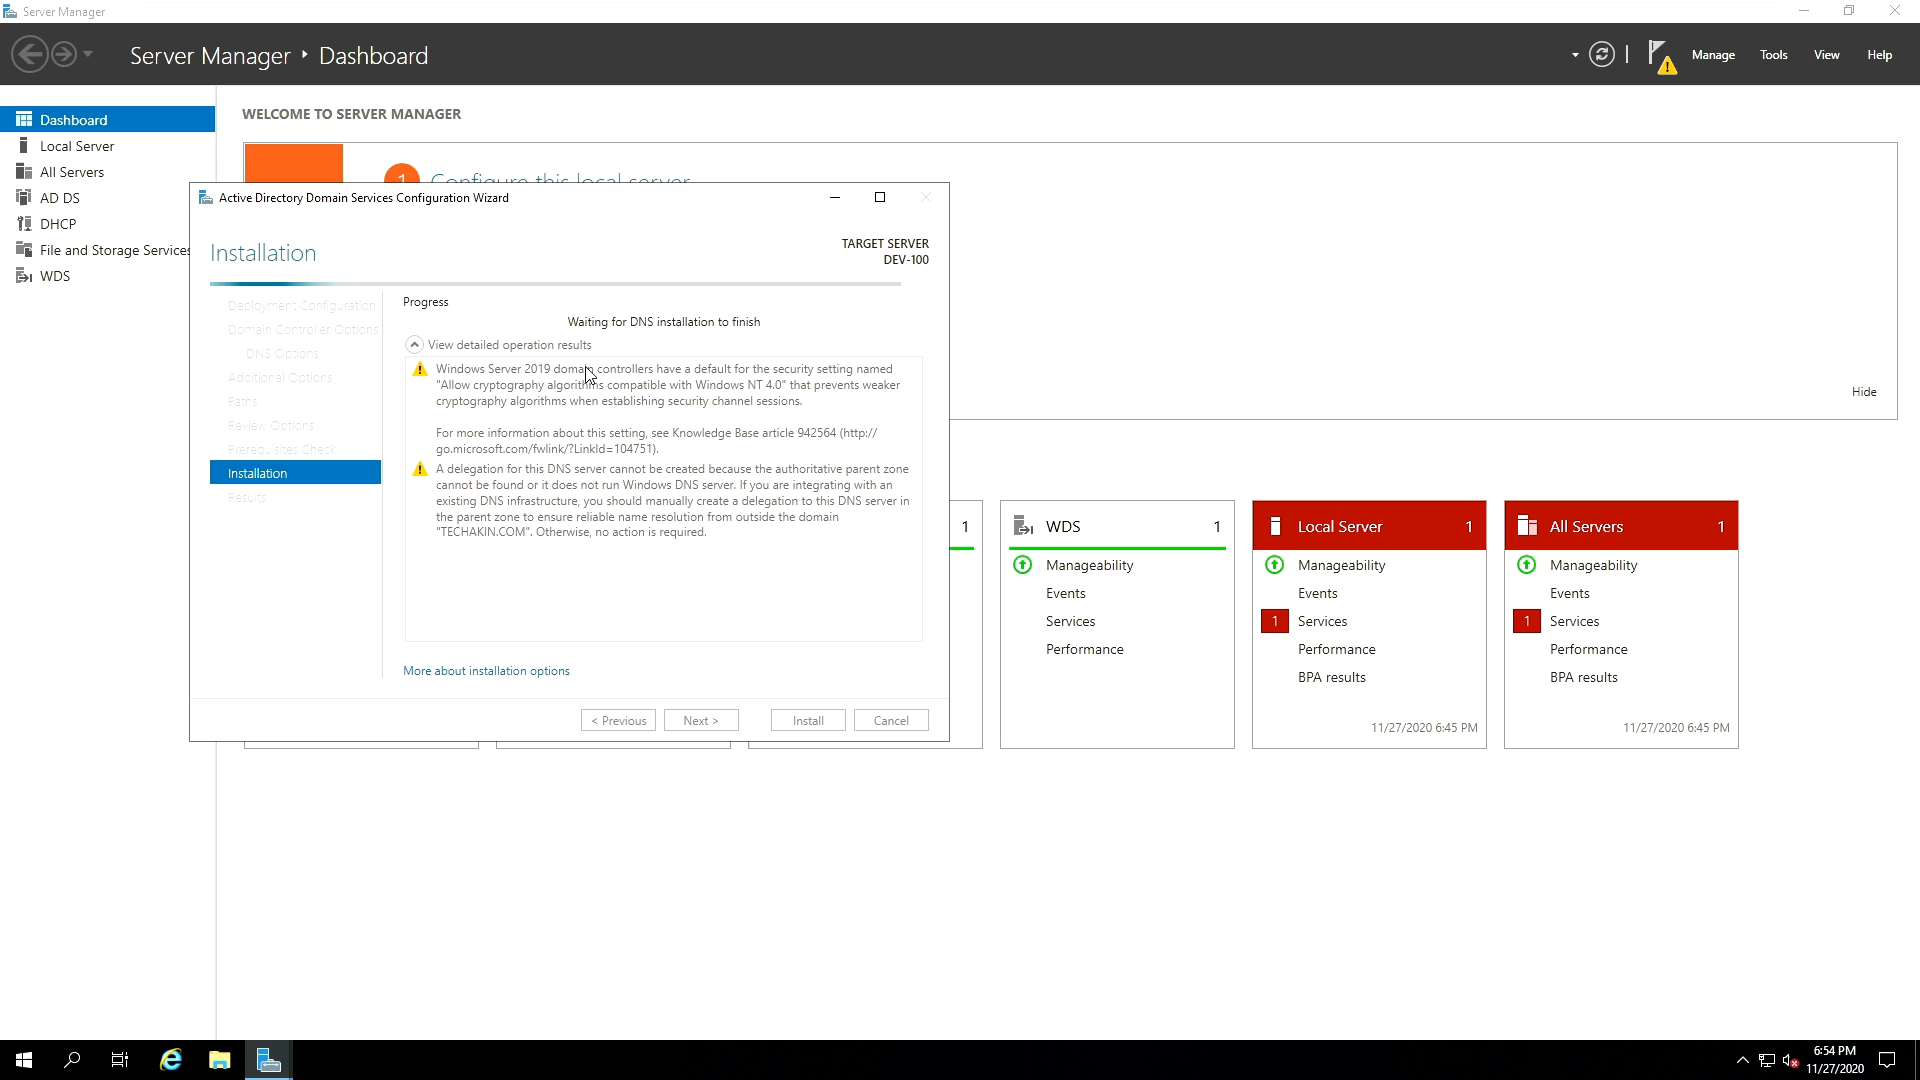 Server Manager
Server Manager ‣ Dashboard
Manage
Tools
View
Help
Dashboard
Local Server
All Servers
AD DS
DHCP
File and Storage Services
WDS
WELCOME TO SERVER MANAGER
1
Configure this local server
Hide
Active Directory Domain Services Configuration Wizard
Installation
TARGET SERVER
DEV-100
Deployment Configuration
Domain Controller Options
DNS Options
Additional Options
Paths
Review Options
Prerequisites Check
Installation
Results
Progress
Waiting for DNS installation to finish
View detailed operation results
Windows Server 2019 domain controllers have a default for the security setting named
"Allow cryptography algorithms compatible with Windows NT 4.0" that prevents weaker
cryptography algorithms when establishing security channel sessions.
For more information about this setting, see Knowledge Base article 942564 (http://
go.microsoft.com/fwlink/?LinkId=104751).
A delegation for this DNS server cannot be created because the authoritative parent zone
cannot be found or it does not run Windows DNS server. If you are integrating with an
existing DNS infrastructure, you should manually create a delegation to this DNS server in
the parent zone to ensure reliable name resolution from outside the domain
"TECHAKIN.COM". Otherwise, no action is required.
More about installation options
< Previous
Next >
Install
Cancel
1
WDS 1
Manageability
Events
Services
Performance
Local Server 1
Manageability
Events
1 Services
Performance
BPA results
11/27/2020 6:45 PM
All Servers 1
Manageability
Events
1 Services
Performance
BPA results
11/27/2020 6:45 PM
6:54 PM
11/27/2020